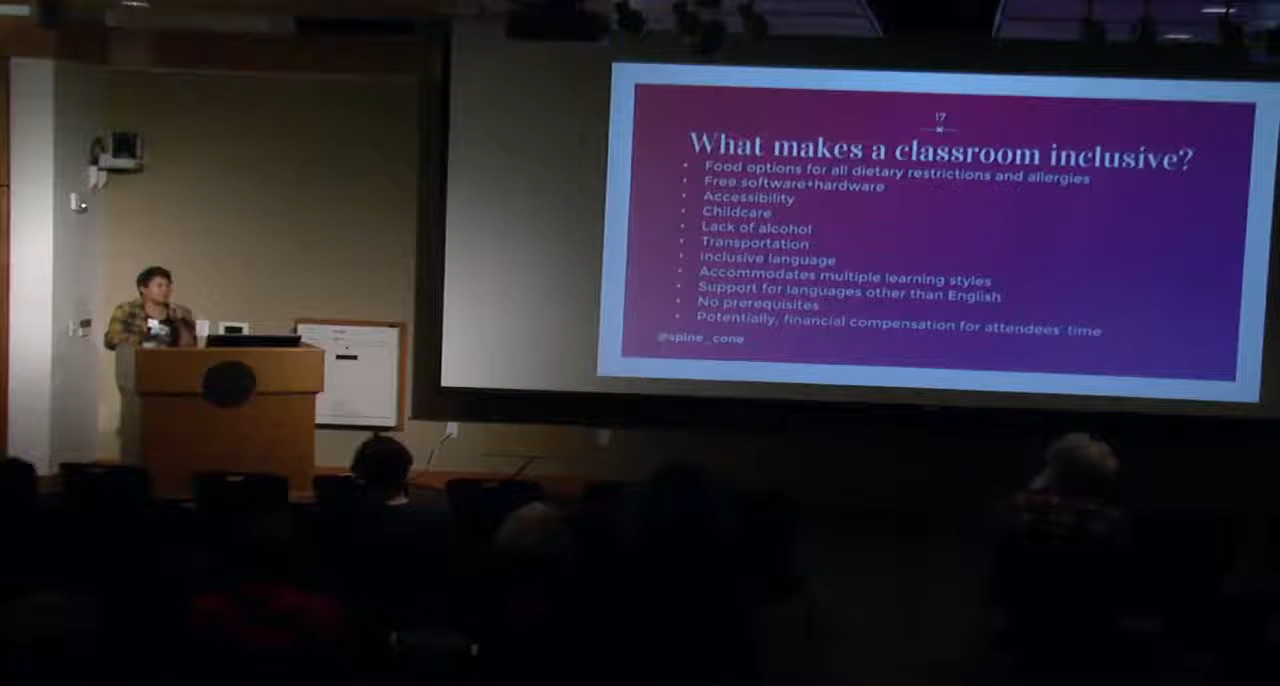 17
What makes a classroom inclusive?
• Food options for all dietary restrictions and allergies
• Free software+hardware
• Accessibility
• Childcare
• Lack of alcohol
• Transportation
• Inclusive language
• Accommodates multiple learning styles
• Support for languages other than English
• No prerequisites
• Potentially, financial compensation for attendees' time
@spine_cone